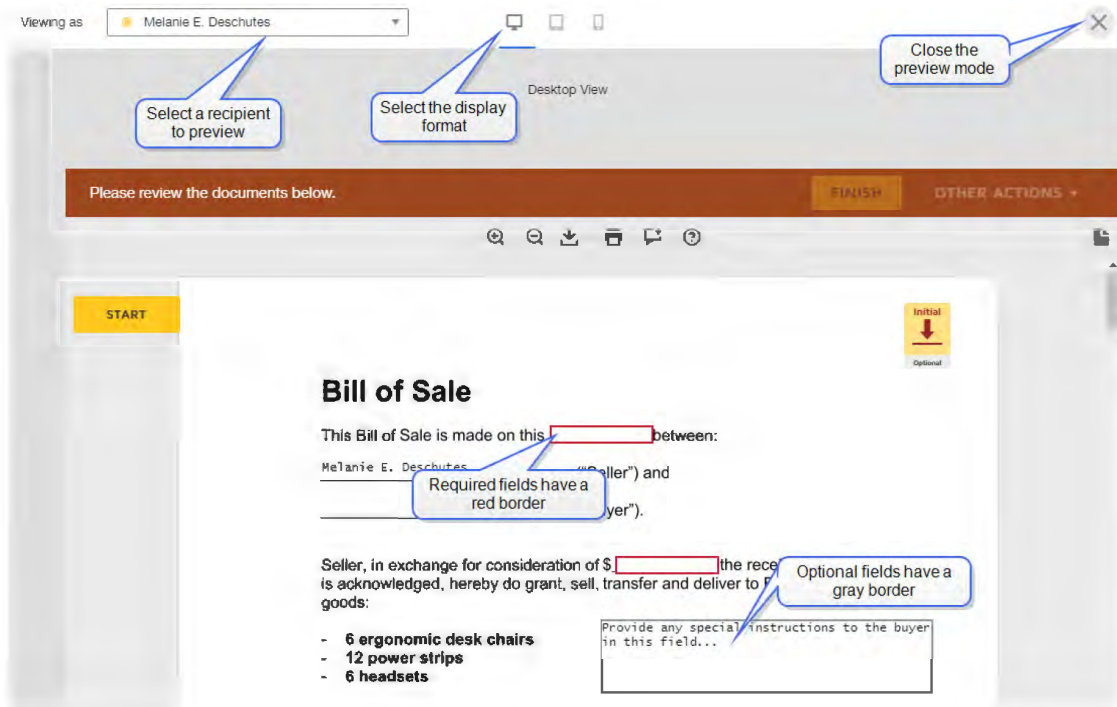 Viewing as
Melanie E. Deschutes
Close the
preview mode
Desktop View
Select a recipient
to preview
Select the display
format
Please review the documents below.
FINISH
OTHER ACTIONS
START
Initial
Optional
Bill of Sale
This Bill of Sale is made on this between:
Melanie E. Deschutes eller") and
Required fields have a
red border
yer").
Seller, in exchange for consideration of $ the rece
Optional fields have a
gray border
is acknowledged, hereby do grant, sell, transfer and deliver to
goods:
- 6 ergonomic desk chairs
- 12 power strips
- 6 headsets
Provide any special instructions to the buyer
in this field...